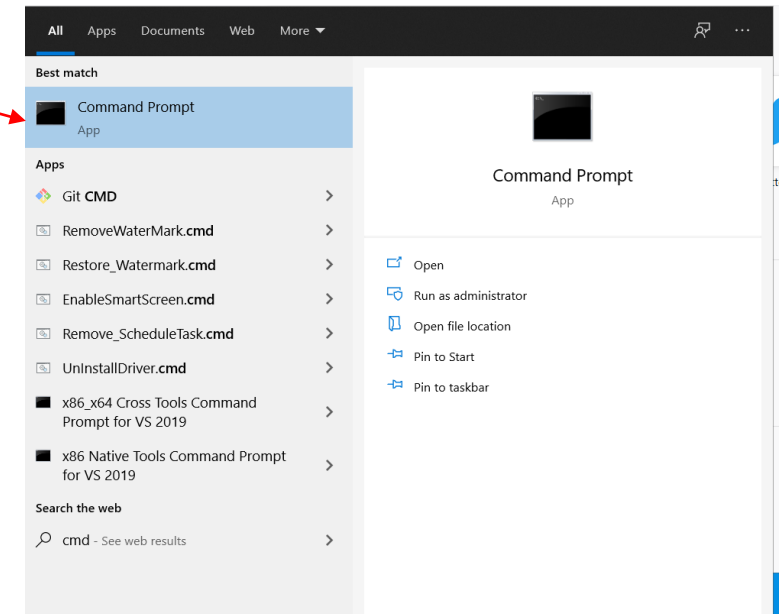 All Apps Documents Web More
Best match
Command Prompt
App
Apps
Git CMD
RemoveWaterMark.cmd
Restore_Watermark.cmd
EnableSmartScreen.cmd
Remove_ScheduleTask.cmd
UnInstallDriver.cmd
x86_x64 Cross Tools Command
Prompt for VS 2019
x86 Native Tools Command Prompt
for VS 2019
Search the web
cmd - See web results
Command Prompt
App
Open
Run as administrator
Open file location
Pin to Start
Pin to taskbar